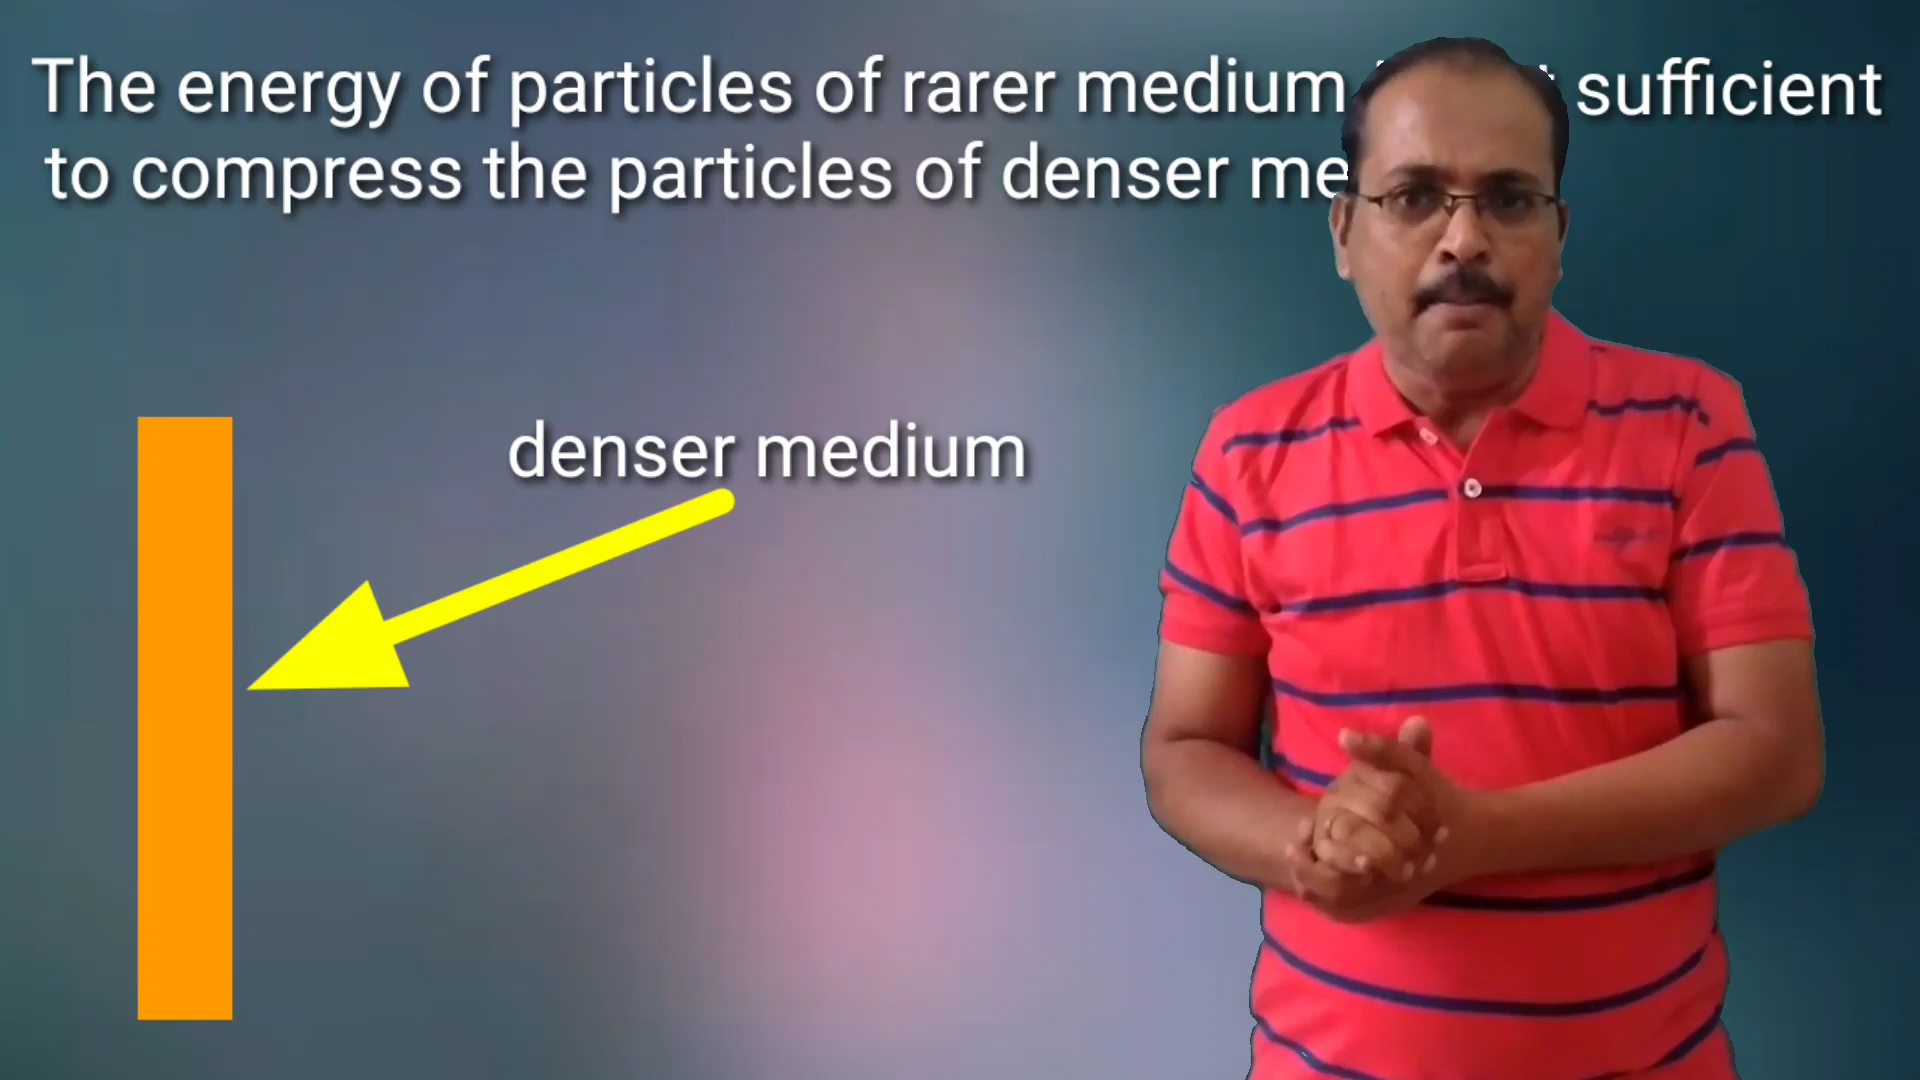 The energy of particles of rarer medium sufficient
to compress the particles of denser me
denser medium